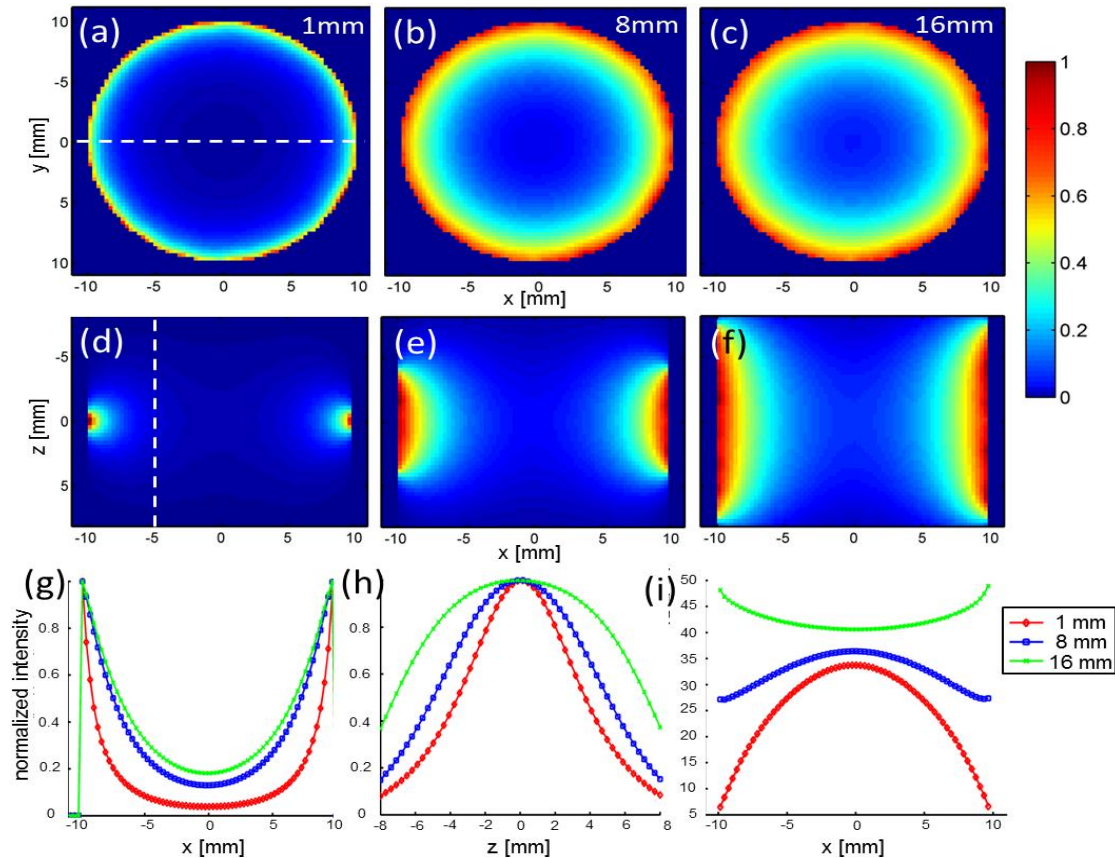 (a) 1mm
(b) 8mm
(c) 16mm
10
-5
0
5
10
y [mm]
-10 -5 0 5 10
-10 -5 0 5 10
-10 -5 0 5 10
x [mm]
1
0.8
0.6
0.4
0.2
0
(d)
(e)
(f)
-5
0
5
z [mm]
-10 -5 0 5 10
-10 -5 0 5 10
-10 -5 0 5 10
x [mm]
(g)
0.8
0.6
0.4
0.2
0
normalized intensity
-10 -5 0 5 10
x [mm]
(h)
1
0.8
0.6
0.4
0.2
0
-8 -6 -4 -2 0 2 4 6 8
z [mm]
(i)
50
45
40
35
30
25
20
15
10
5
-10 -5 0 5 10
x [mm]
1 mm
8 mm
16 mm